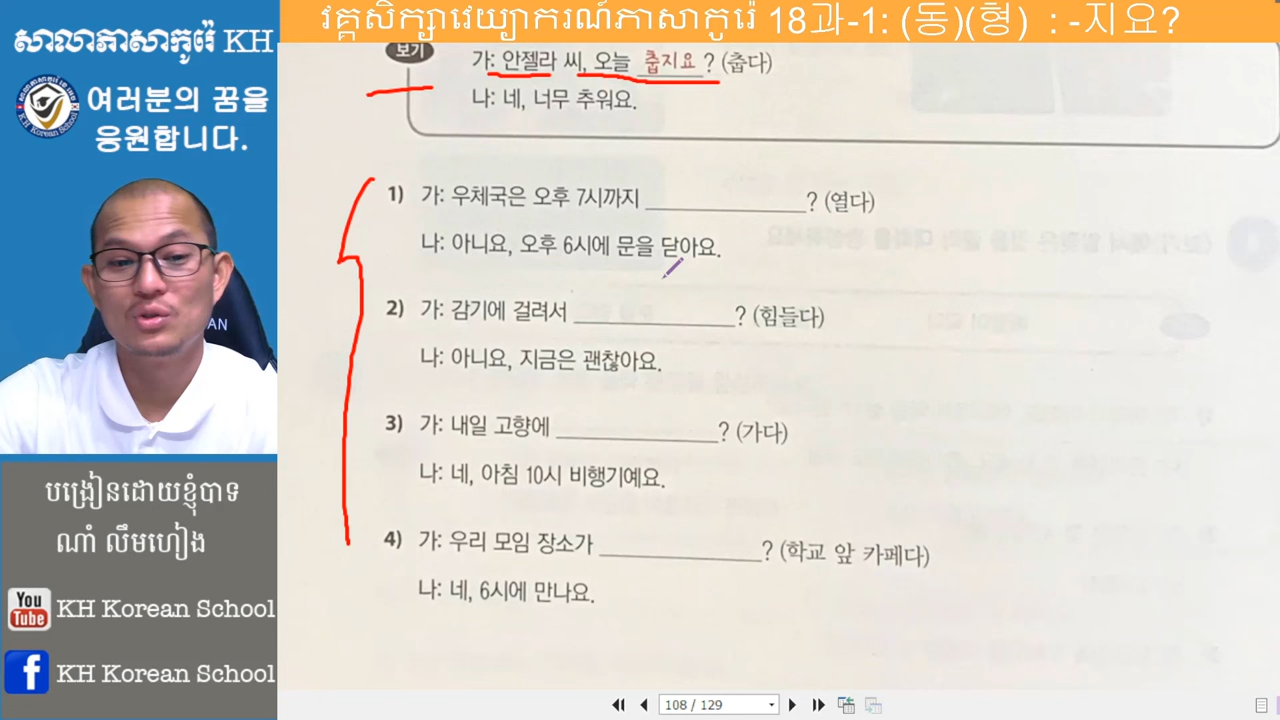 វគ្គសិក្សាវេយ្យាករណ៍ភាសាកូរ៉េ 18과-1: (동)(형) : -지요?
សាលាភាសាកូរ៉េ KH
여러분의 꿈을
응원합니다.
보기
가: 안젤라 씨, 오늘 춥지요? (춥다)
나: 네, 너무 추워요.
1) 가: 우체국은 오후 7시까지 ____________? (열다)
나: 아니요, 오후 6시에 문을 닫아요.
2) 가: 감기에 걸려서 ____________? (힘들다)
나: 아니요, 지금은 괜찮아요.
3) 가: 내일 고향에 ____________? (가다)
나: 네, 아침 10시 비행기예요.
4) 가: 우리 모임 장소가 ____________? (학교 앞 카페다)
나: 네, 6시에 만나요.
បង្រៀនដោយខ្ញុំបាទ
ណាំ លឹមហៀង
You Tube KH Korean School
f KH Korean School
108 / 129